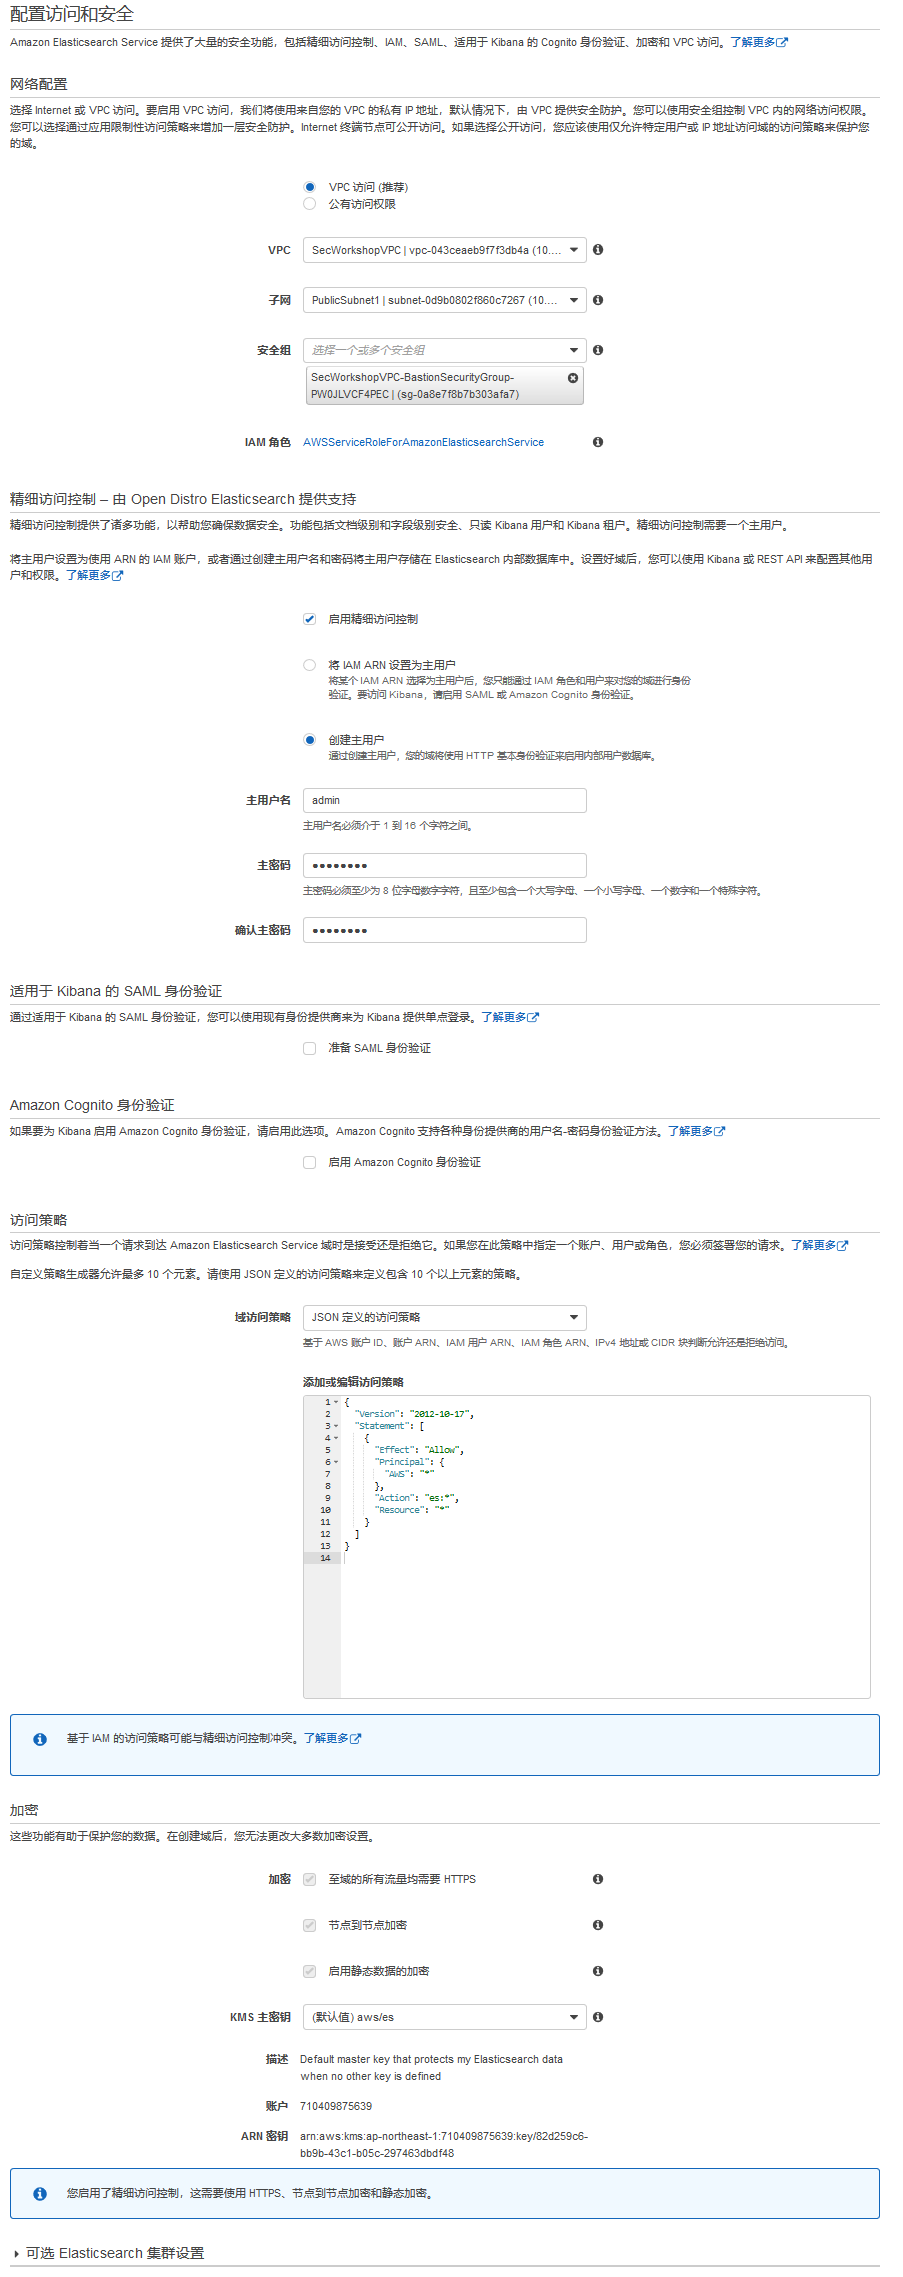 配置访问和安全
Amazon Elasticsearch Service 提供了大量的安全功能，包括精细访问控制、IAM、SAML、适用于 Kibana 的 Cognito 身份验证、加密和 VPC 访问。了解更多
网络配置
选择 Internet 或 VPC 访问。要启用 VPC 访问，我们将使用来自您的 VPC 的私有 IP 地址，默认情况下，由 VPC 提供安全防护。您可以使用安全组控制 VPC 内的网络访问权限。
您可以选择通过应用限制性访问策略来增加一层安全防护。Internet 终端节点可公开访问。如果选择公开访问，您应该使用仅允许特定用户或 IP 地址访问域的访问策略来保护您
的域。
VPC 访问 (推荐)
公有访问权限
VPC
SecWorkshopVPC | vpc-043ceaeb9f7f3db4a (10....
子网
PublicSubnet1 | subnet-0d9b0802f860c7267 (10....
安全组
选择一个或多个安全组
SecWorkshopVPC-BastionSecurityGroup-
PW0JLVCF4PEC | (sg-0a8e7f8b7b303afa7)
IAM 角色
AWSServiceRoleForAmazonElasticsearchService
精细访问控制 – 由 Open Distro Elasticsearch 提供支持
精细访问控制提供了诸多功能，以帮助您确保数据安全。功能包括文档级别和字段级别安全、只读 Kibana 用户和 Kibana 租户。精细访问控制需要一个主用户。
将主用户设置为使用 ARN 的 IAM 账户，或者通过创建主用户名和密码将主用户存储在 Elasticsearch 内部数据库中。设置好域后，您可以使用 Kibana 或 REST API 来配置其他用
户和权限。了解更多
启用精细访问控制
将 IAM ARN 设置为主用户
将某个 IAM ARN 选择为主用户后，您只能通过 IAM 角色和用户来对您的域进行身份
验证。要访问 Kibana，请启用 SAML 或 Amazon Cognito 身份验证。
创建主用户
通过创建主用户，您的域将使用 HTTP 基本身份验证来启用内部用户数据库。
主用户名
admin
主用户名必须介于 1 到 16 个字符之间。
主密码
••••••••
主密码必须至少为 8 位字母数字字符，且至少包含一个大写字母、一个小写字母、一个数字和一个特殊字符。
确认主密码
••••••••
适用于 Kibana 的 SAML 身份验证
通过适用于 Kibana 的 SAML 身份验证，您可以使用现有身份提供商来为 Kibana 提供单点登录。了解更多
准备 SAML 身份验证
Amazon Cognito 身份验证
如果要为 Kibana 启用 Amazon Cognito 身份验证，请启用此选项。Amazon Cognito 支持各种身份提供商的用户名-密码身份验证方法。了解更多
启用 Amazon Cognito 身份验证
访问策略
访问策略控制着当一个请求到达 Amazon Elasticsearch Service 域时是接受还是拒绝它。如果您在此策略中指定一个账户、用户或角色，您必须签署您的请求。了解更多
自定义策略生成器允许最多 10 个元素。请使用 JSON 定义的访问策略来定义包含 10 个以上元素的策略。
域访问策略
JSON 定义的访问策略
基于 AWS 账户 ID、账户 ARN、IAM 用户 ARN、IAM 角色 ARN、IPv4 地址或 CIDR 块判断允许还是拒绝访问。
添加或编辑访问策略
1 {
2 "Version": "2012-10-17",
3 "Statement": [
4 {
5 "Effect": "Allow",
6 "Principal": {
7 "AWS": "*"
8 },
9 "Action": "es:*",
10 "Resource": "*"
11 }
12 ]
13 }
14
基于 IAM 的访问策略可能与精细访问控制冲突。了解更多
加密
这些功能有助于保护您的数据。在创建域后，您无法更改大多数加密设置。
加密
至域的所有流量均需要 HTTPS
节点到节点加密
启用静态数据的加密
KMS 主密钥
(默认值) aws/es
描述
Default master key that protects my Elasticsearch data
when no other key is defined
账户
710409875639
ARN 密钥
arn:aws:kms:ap-northeast-1:710409875639:key/82d259c6-
bb9b-43c1-b05c-297463dbdf48
您启用了精细访问控制，这需要使用 HTTPS、节点到节点加密和静态加密。
可选 Elasticsearch 集群设置